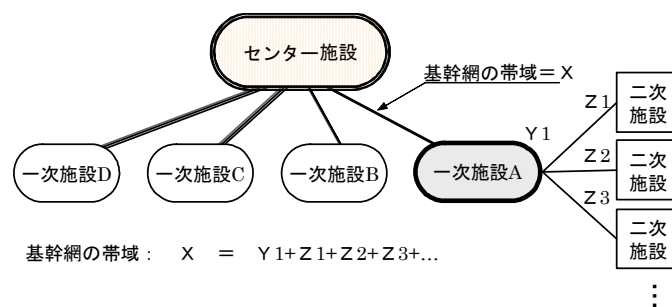 センター施設
基幹網の帯域＝X
二次
施設
Z1
Y1
一次施設D
一次施設C
一次施設B
一次施設A
Z2
二次
施設
Z3
二次
施設
基幹網の帯域： X ＝ Y1+Z1+Z2+Z3+...
⋮